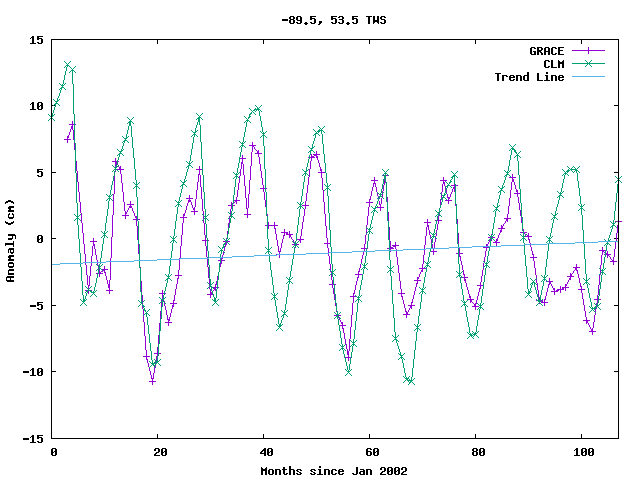 -89.5, 53.5 TWS
GRACE
CLM
Trend Line
15
10
5
0
-5
-10
-15
Anomaly (cm)
0 20 40 60 80 100
Months since Jan 2002